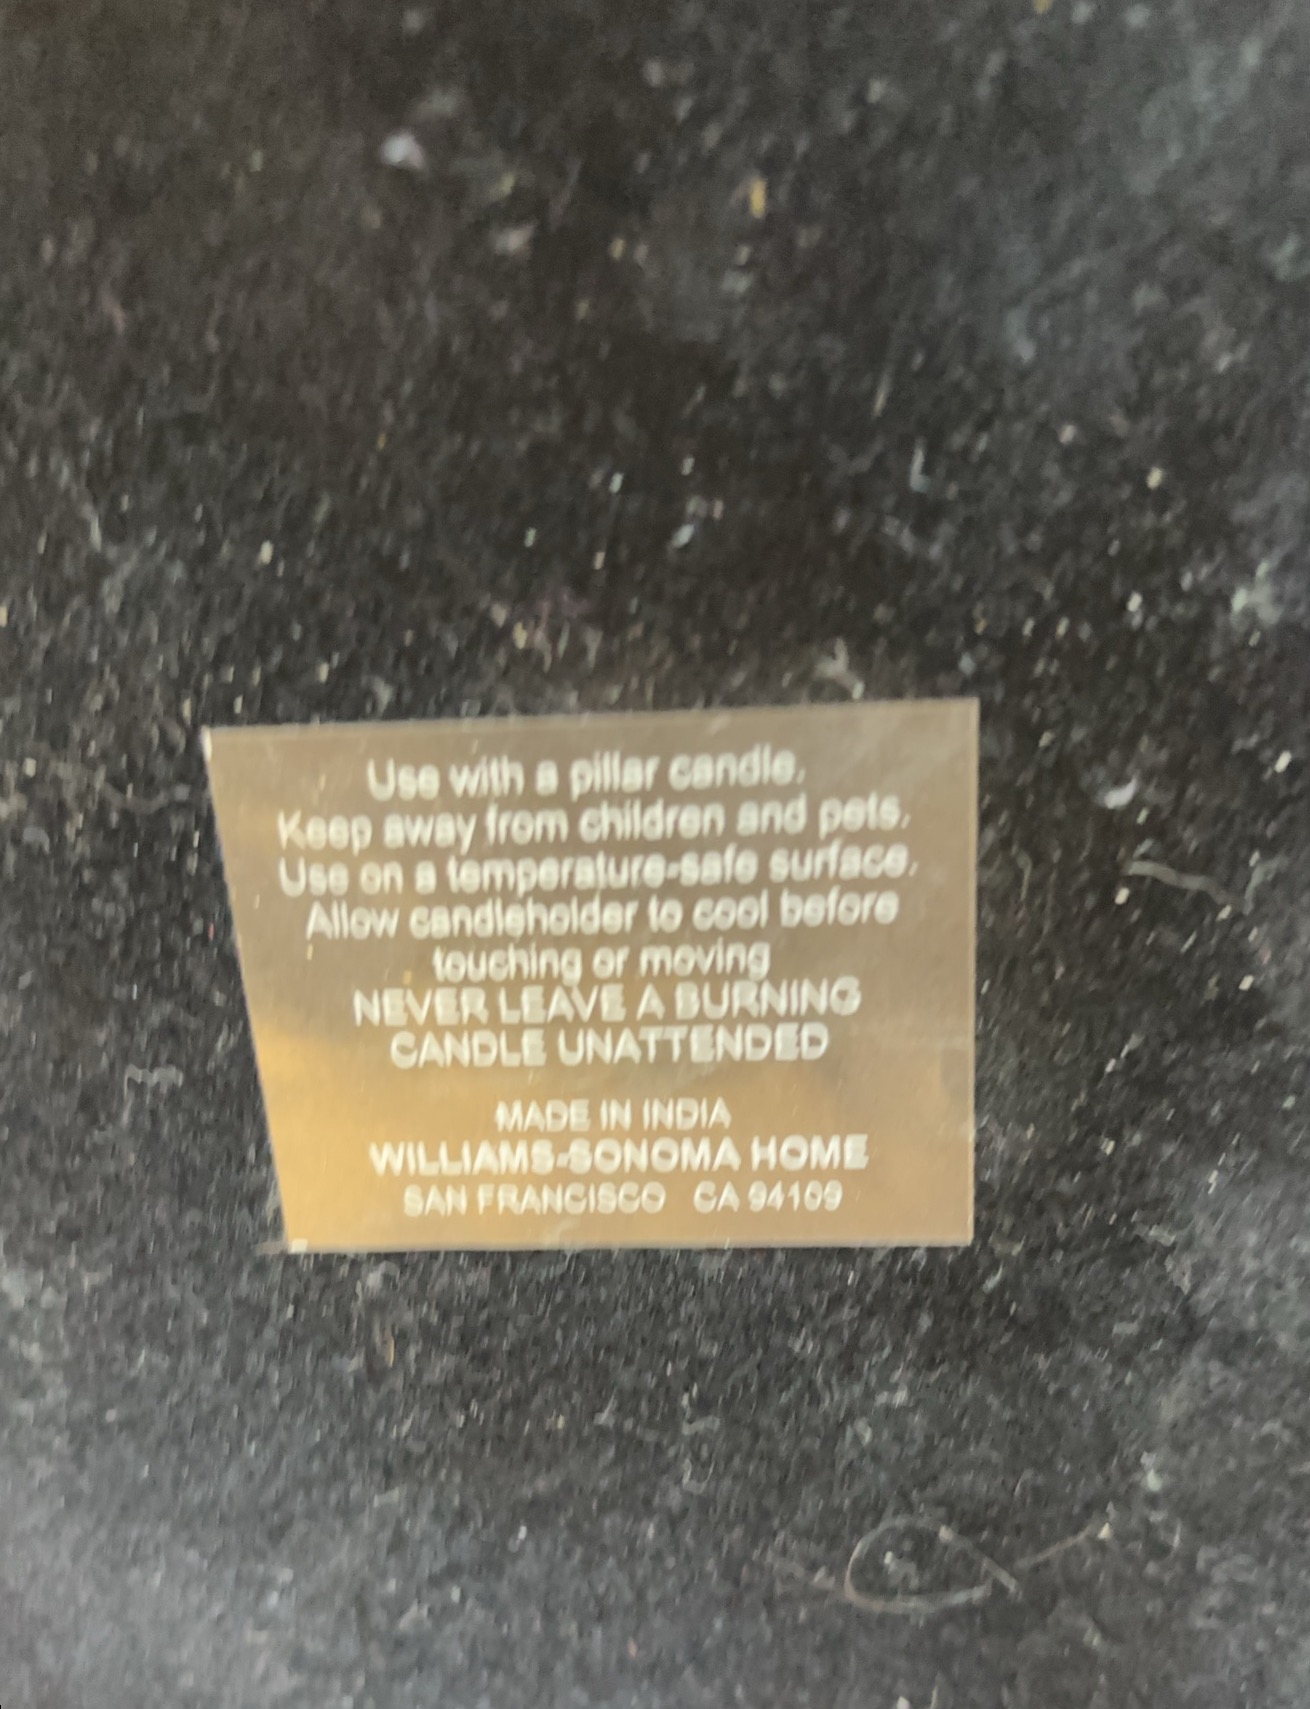 Use with a pillar candle.
Keep away from children and pets.
Use on a temperature-safe surface.
Allow candleholder to cool before
touching or moving
NEVER LEAVE A BURNING
CANDLE UNATTENDED
MADE IN INDIA
WILLIAMS-SONOMA HOME
SAN FRANCISCO CA 94109